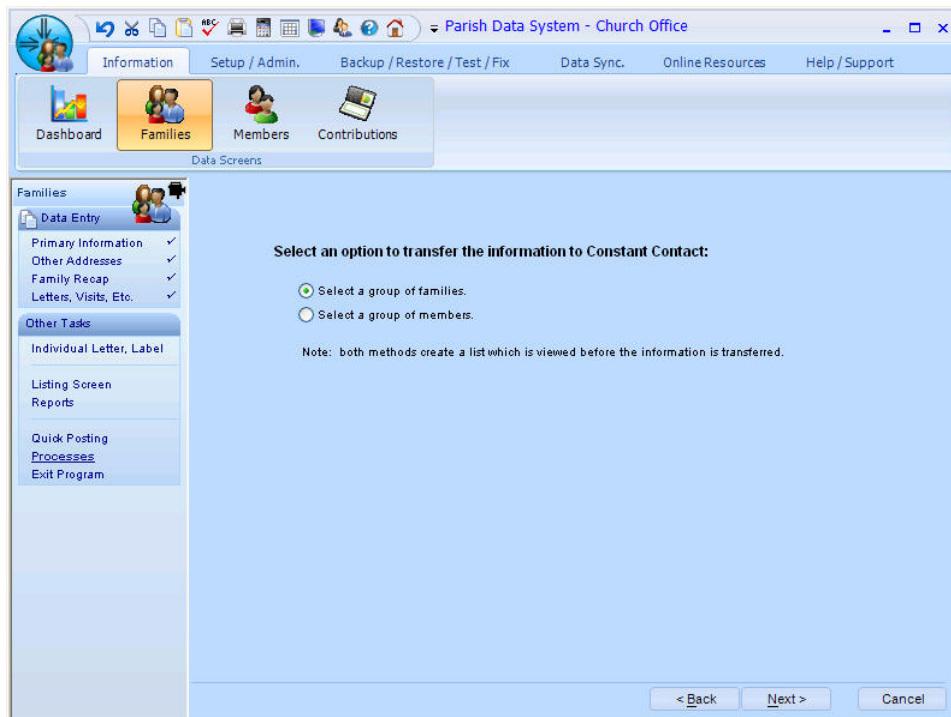 ABC
Parish Data System - Church Office
Information Setup / Admin. Backup / Restore / Test / Fix Data Sync. Online Resources Help / Support
Dashboard Families Members Contributions
Data Screens
Families
Data Entry
Primary Information
Other Addresses
Family Recap
Letters, Visits, Etc.
Other Tasks
Individual Letter, Label
Listing Screen
Reports
Quick Posting
Processes
Exit Program
Select an option to transfer the information to Constant Contact:
Select a group of families.
Select a group of members.
Note: both methods create a list which is viewed before the information is transferred.
< Back Next > Cancel